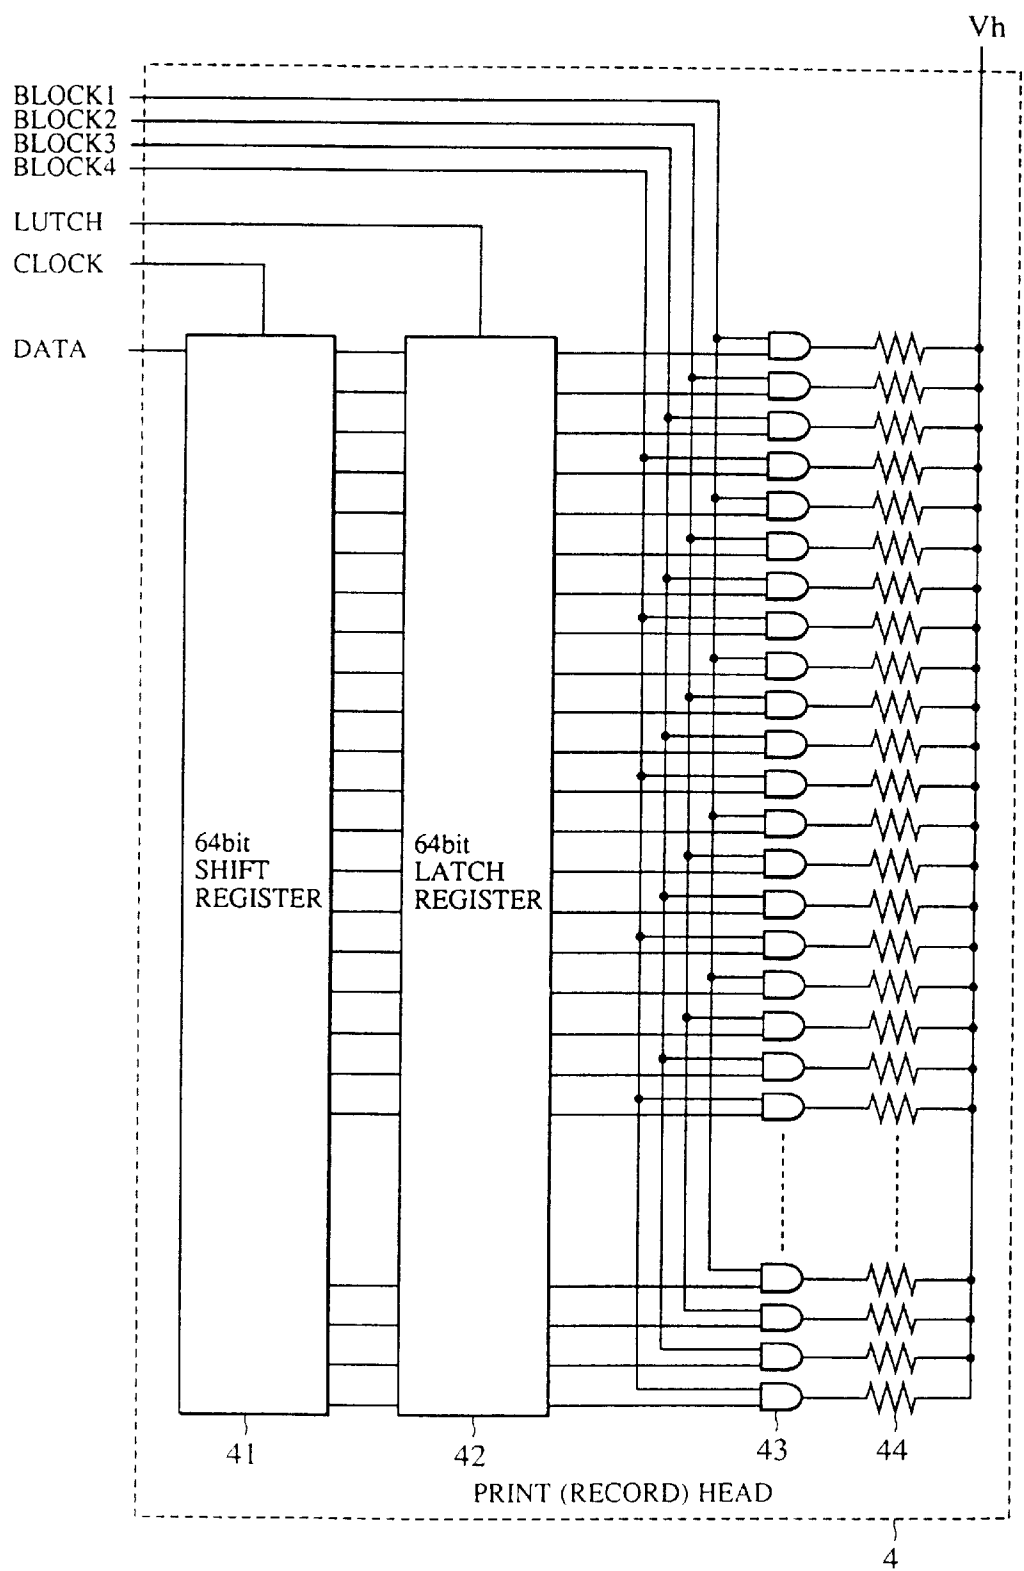 Vh
BLOCK1
BLOCK2
BLOCK3
BLOCK4
LUTCH
CLOCK
DATA
64bit
SHIFT
REGISTER
64bit
LATCH
REGISTER
41
42
43
44
PRINT (RECORD) HEAD
4